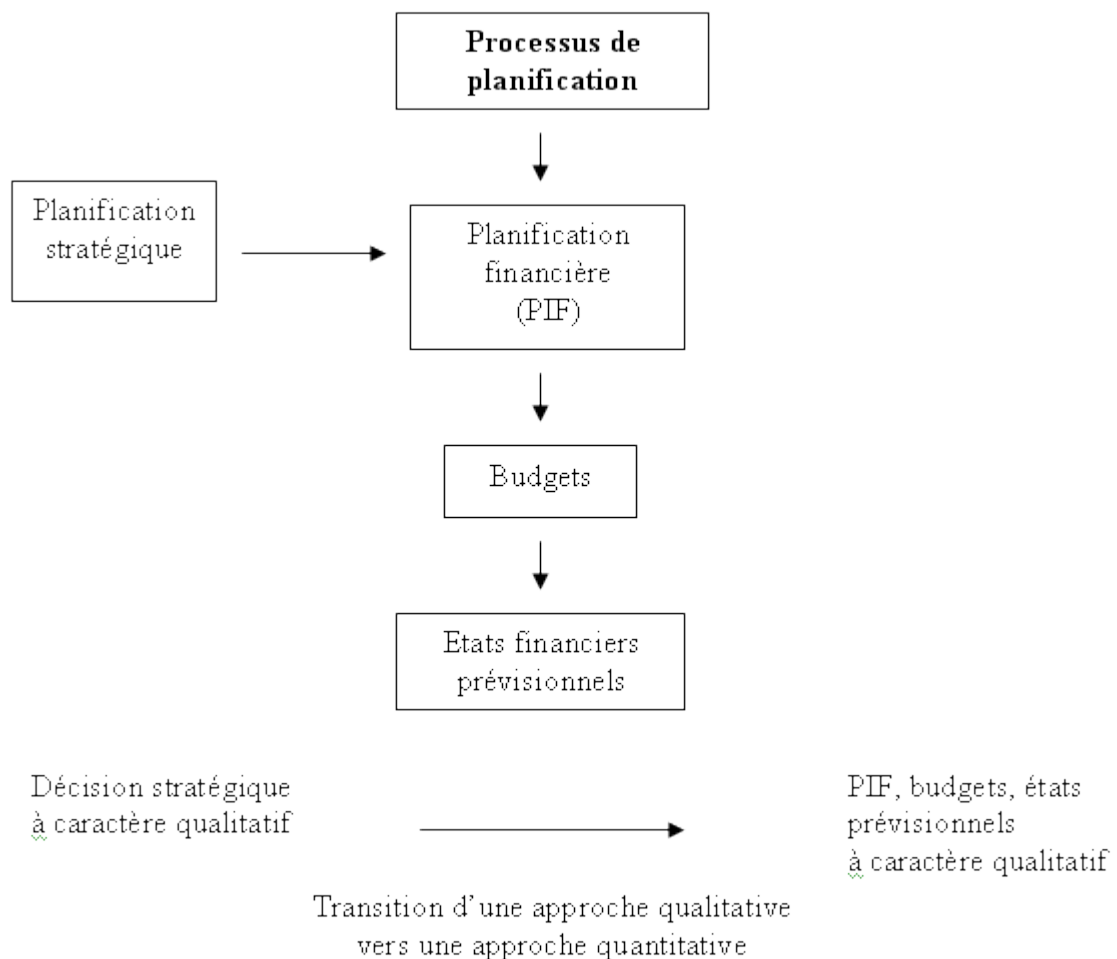 Processus de
planification
Planification
stratégique
Planification
financière
(PIF)
Budgets
Etats financiers
prévisionnels
Décision stratégique
à caractère qualitatif
PIF, budgets, états
prévisionnels
à caractère qualitatif
Transition d'une approche qualitative
vers une approche quantitative